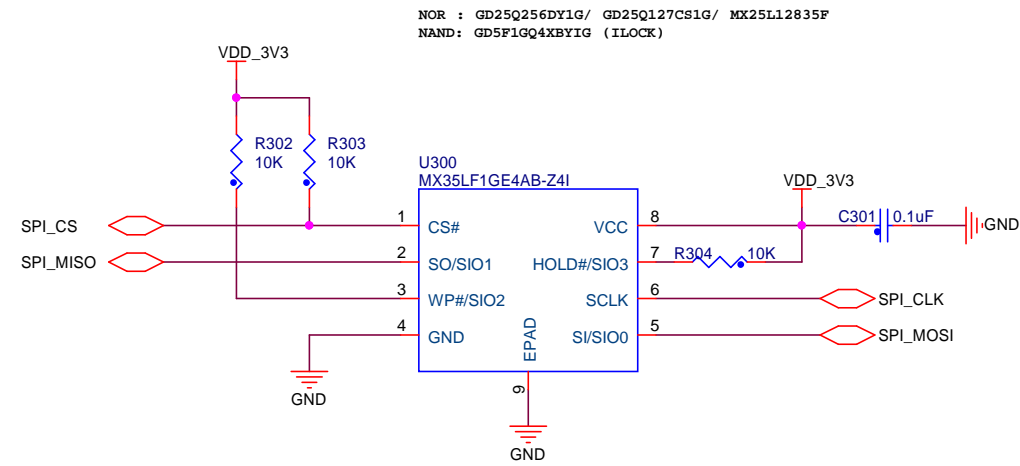 NOR : GD25Q256DY1G/ GD25Q127CS1G/ MX25L12835F
NAND: GD5F1GQ4XBYIG (ILOCK)
VDD_3V3
R302
10K
R303
10K
U300
MX35LF1GE4AB-Z4I
VDD_3V3
SPI_CS
1
CS#
VCC
8
C301
0.1uF
GND
SPI_MISO
2
SO/SIO1
HOLD#/SIO3
7
R304
10K
3
WP#/SIO2
SCLK
6
SPI_CLK
4
GND
EPAD
SI/SIO0
5
SPI_MOSI
9
GND
GND